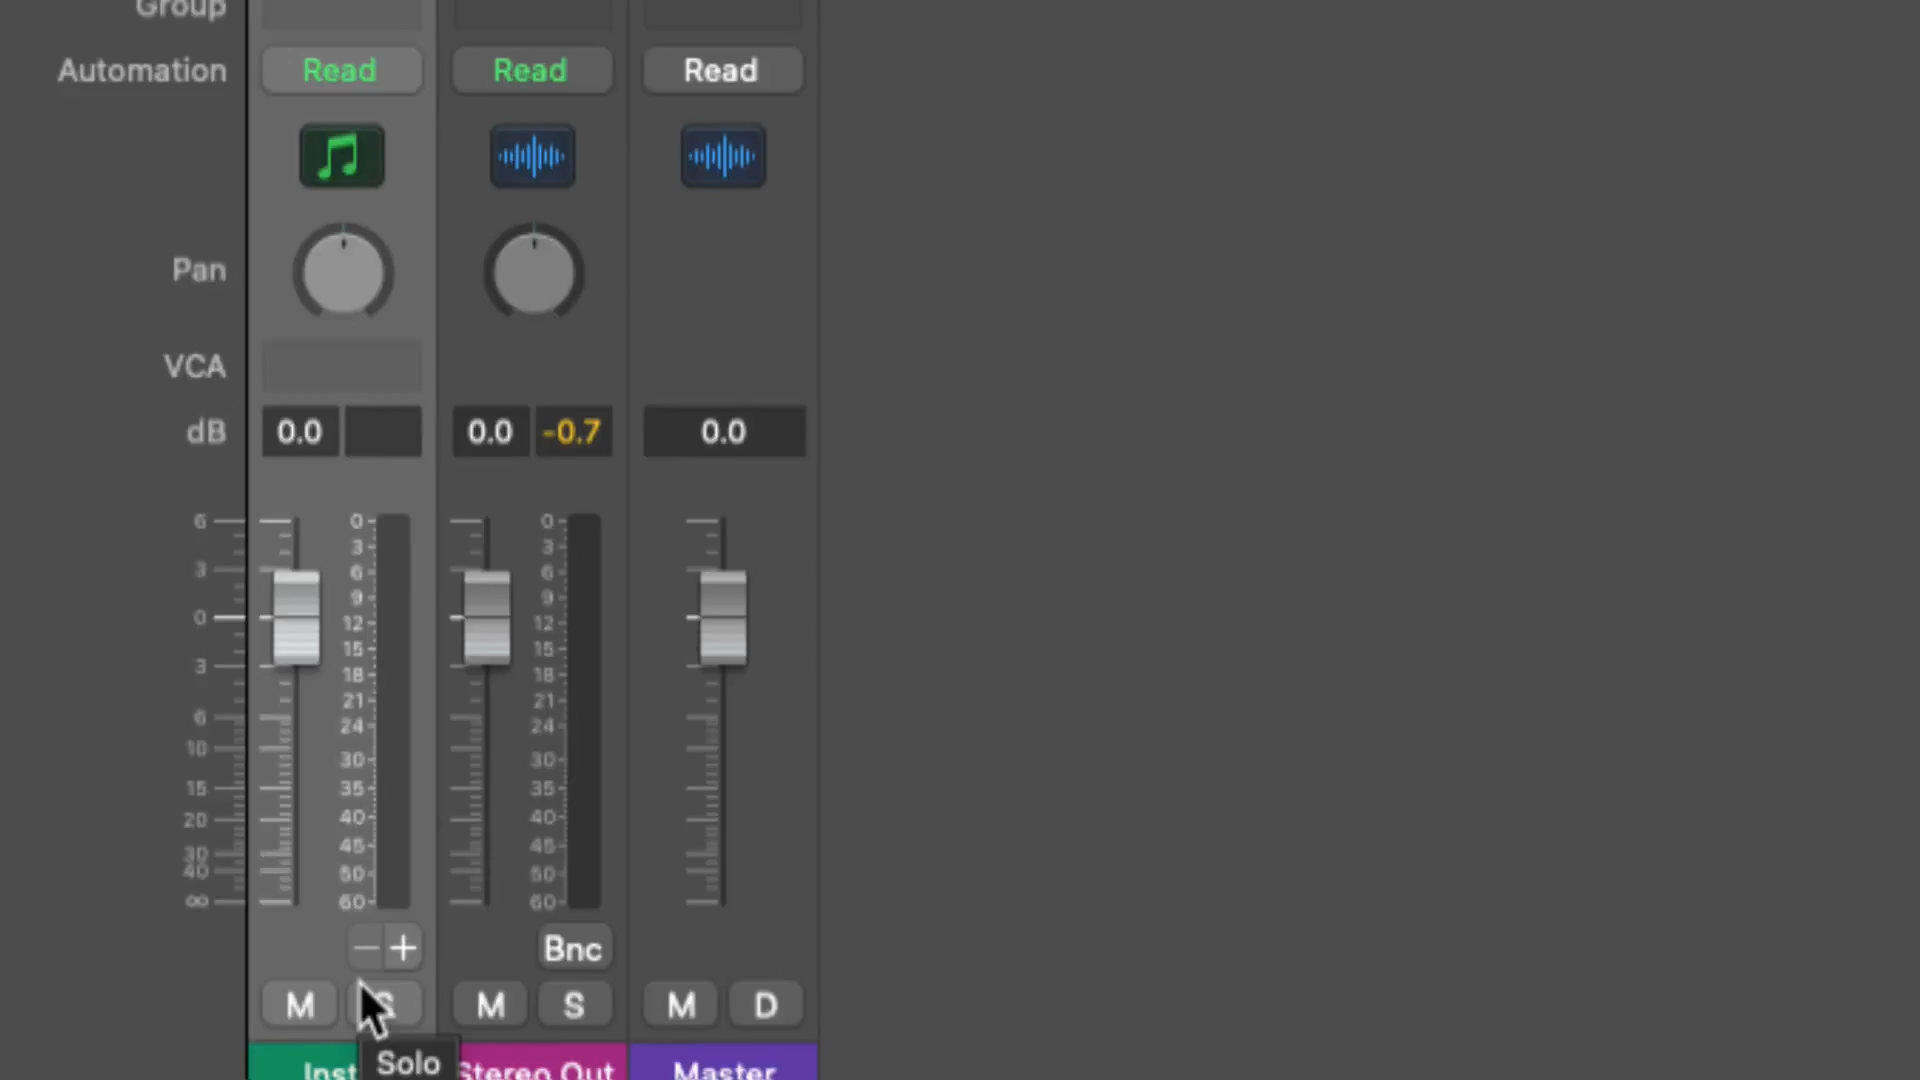 Group
Automation Read Read Read
Pan
VCA
dB 0.0 0.0 -0.7 0.0
6 0 0
3 3
3 6 6
9 9
0 12 12
15 15
3 18 18
21 21
6 24 24
10 30 30
15 35 35
20 40 40
30 45 45
40 50 50
∞ 60 60
− + Bnc
M S M S M D
Inst Stereo Out Master
Solo